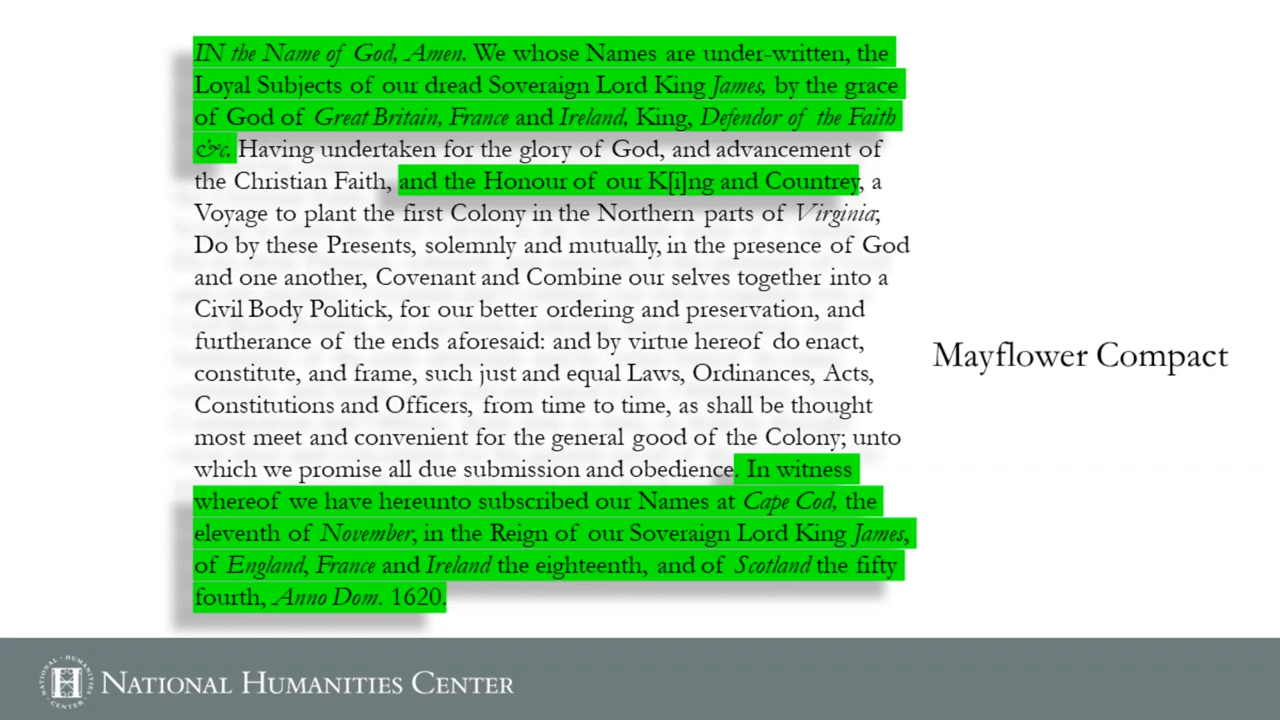 IN the Name of God, Amen. We whose Names are under-written, the
Loyal Subjects of our dread Soveraign Lord King James, by the grace
of God of Great Britain, France and Ireland, King, Defendor of the Faith
&c. Having undertaken for the glory of God, and advancement of
the Christian Faith, and the Honour of our K[i]ng and Countrey, a
Voyage to plant the first Colony in the Northern parts of Virginia;
Do by these Presents, solemnly and mutually, in the presence of God
and one another, Covenant and Combine our selves together into a
Civil Body Politick, for our better ordering and preservation, and
furtherance of the ends aforesaid: and by virtue hereof do enact,
constitute, and frame, such just and equal Laws, Ordinances, Acts,
Constitutions and Officers, from time to time, as shall be thought
most meet and convenient for the general good of the Colony; unto
which we promise all due submission and obedience. In witness
whereof we have hereunto subscribed our Names at Cape Cod, the
eleventh of November, in the Reign of our Soveraign Lord King James,
of England, France and Ireland the eighteenth, and of Scotland the fifty
fourth, Anno Dom. 1620.
Mayflower Compact
NATIONAL · HUMANITIES · CENTER ·
NATIONAL HUMANITIES CENTER